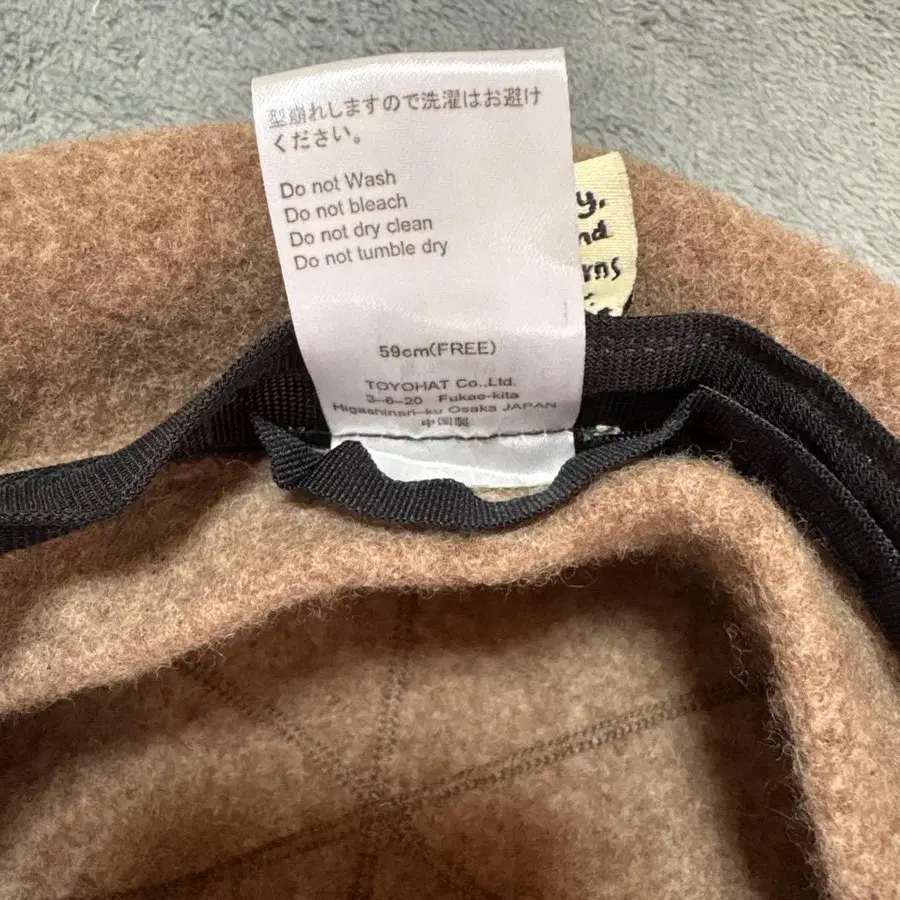 型崩れしますので洗濯はお避け
ください。
Do not Wash
Do not bleach
Do not dry clean
Do not tumble dry
59cm(FREE)
TOYOHAT Co.,Ltd.
3-6-20 Fukae-kita
Higashinari-ku Osaka JAPAN
中国製
y.
nd
rns